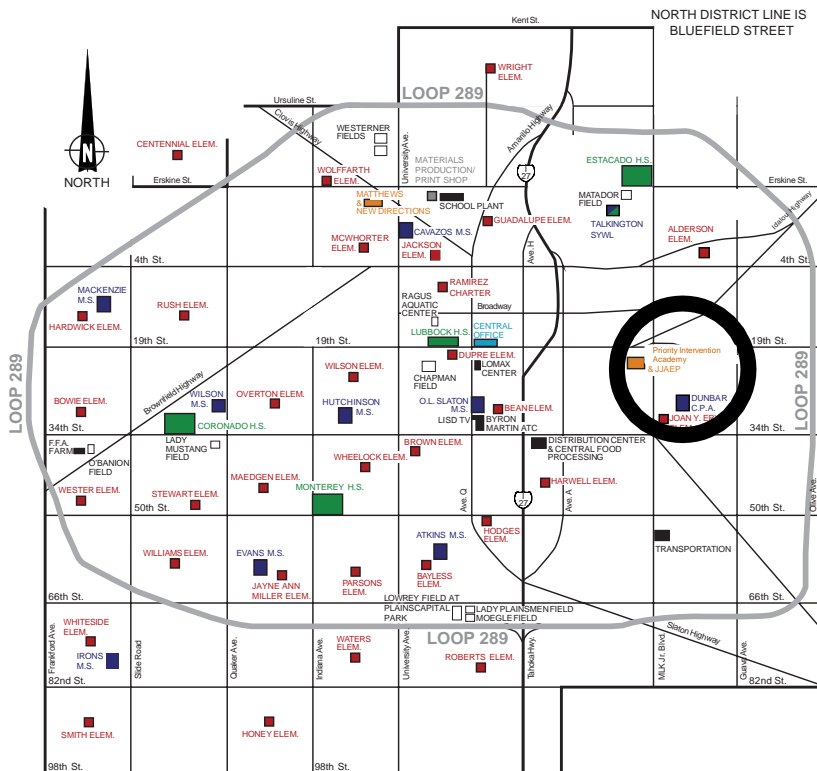 NORTH DISTRICT LINE IS
BLUEFIELD STREET
Kent St.
WRIGHT
ELEM.
LOOP 289
Ursuline St.
Clovis Highway
WESTERNER
FIELDS
University Ave.
Amarillo Highway
N
NORTH
CENTENNIAL ELEM.
MATERIALS
PRODUCTION/
PRINT SHOP
27
ESTACADO H.S.
Erskine St.
WOLFFARTH
ELEM.
Erskine St.
MATTHEWS
&
NEW DIRECTIONS
SCHOOL PLANT
MATADOR
FIELD
Idalou Highway
GUADALUPE ELEM.
TALKINGTON
SYWL
CAVAZOS M.S.
ALDERSON
ELEM.
MCWHORTER
ELEM.
JACKSON
ELEM.
Ave. H
4th St.
4th St.
MACKENZIE
M.S.
HARDWICK ELEM.
RUSH ELEM.
RAMIREZ
CHARTER
RAGUS
AQUATIC
CENTER
Broadway
LUBBOCK H.S.
CENTRAL
OFFICE
19th St.
19th St.
19th St.
Priority Intervention
Academy
& JJAEP
DUPRE ELEM.
LOMAX
CENTER
CHAPMAN
FIELD
WILSON ELEM.
Brownfield Highway
LOOP 289
LOOP 289
BOWIE ELEM.
WILSON
M.S.
OVERTON ELEM.
HUTCHINSON
M.S.
O.L. SLATON
M.S.
BEAN ELEM.
DUNBAR
C.P.A.
JOAN Y.
LISD TV
BYRON
MARTIN ATC
CORONADO H.S.
34th St.
34th St.
F.F.A.
FARM
O'BANION
FIELD
LADY
MUSTANG
FIELD
BROWN ELEM.
DISTRIBUTION CENTER
& CENTRAL FOOD
PROCESSING
WHEELOCK ELEM.
WESTER ELEM.
STEWART ELEM.
MAEDGEN ELEM.
MONTEREY H.S.
HARWELL ELEM.
Ave. Q
27
Ave. A
Olive Ave.
50th St.
50th St.
HODGES
ELEM.
ATKINS M.S.
TRANSPORTATION
WILLIAMS ELEM.
EVANS M.S.
JAYNE ANN
MILLER ELEM.
PARSONS
ELEM.
BAYLESS
ELEM.
66th St.
66th St.
LOWREY FIELD AT
PLAINSCAPITAL
PARK
LADY PLAINSMEN FIELD
MOEGLE FIELD
LOOP 289
Slaton Highway
WHITESIDE
ELEM.
IRONS
M.S.
Frankford Ave.
Slide Road
Quaker Ave.
Indiana Ave.
University Ave.
Tahoka Hwy.
MLK Jr. Blvd.
Guava Ave.
WATERS
ELEM.
ROBERTS ELEM.
82nd St.
82nd St.
SMITH ELEM.
HONEY ELEM.
98th St.
98th St.